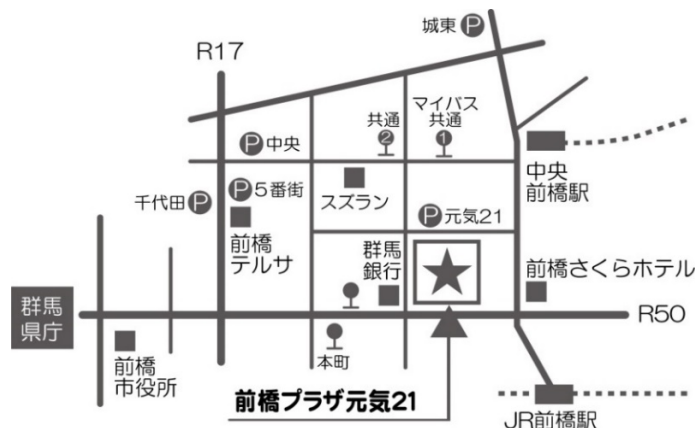 城東 P
R17
マイバス
共通
1
共通
2
P 中央
中央
前橋駅
P 5番街
スズラン
千代田 P
P 元気21
前橋
テルサ
群馬
銀行
前橋さくらホテル
群馬
県庁
R50
前橋
市役所
本町
前橋プラザ元気21
JR前橋駅